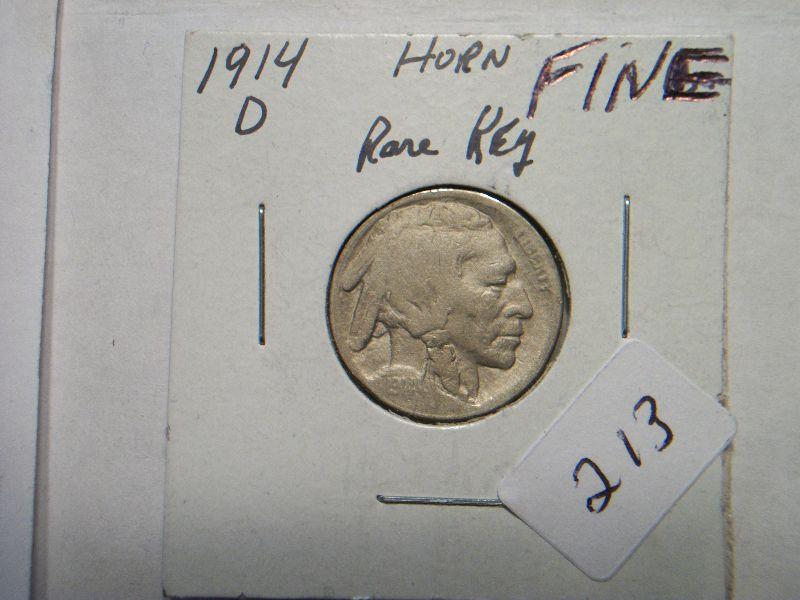 1914 HORN FINE
D
Rare KEy
LIBERTY
213